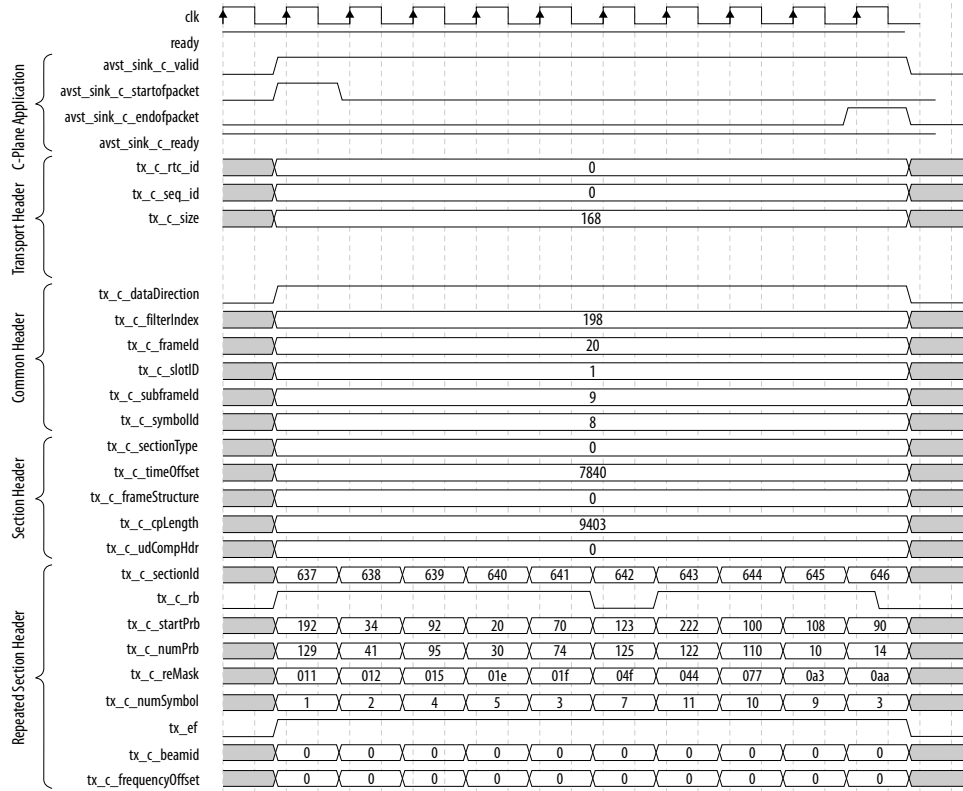 clk
ready
C-Plane Application
avst_sink_c_valid
avst_sink_c_startofpacket
avst_sink_c_endofpacket
avst_sink_c_ready
Transport Header
tx_c_rtc_id 0
tx_c_seq_id 0
tx_c_size 168
Common Header
tx_c_dataDirection
tx_c_filterIndex 198
tx_c_frameId 20
tx_c_slotID 1
tx_c_subframeId 9
tx_c_symbolId 8
Section Header
tx_c_sectionType 0
tx_c_timeOffset 7840
tx_c_frameStructure 0
tx_c_cpLength 9403
tx_c_udCompHdr 0
Repeated Section Header
tx_c_sectionId 637 638 639 640 641 642 643 644 645 646
tx_c_rb
tx_c_startPrb 192 34 92 20 70 123 222 100 108 90
tx_c_numPrb 129 41 95 30 74 125 122 110 10 14
tx_c_reMask 011 012 015 01e 01f 04f 044 077 0a3 0aa
tx_c_numSymbol 1 2 4 5 3 7 11 10 9 3
tx_ef
tx_c_beamid 0 0 0 0 0 0 0 0 0 0
tx_c_frequencyOffset 0 0 0 0 0 0 0 0 0 0